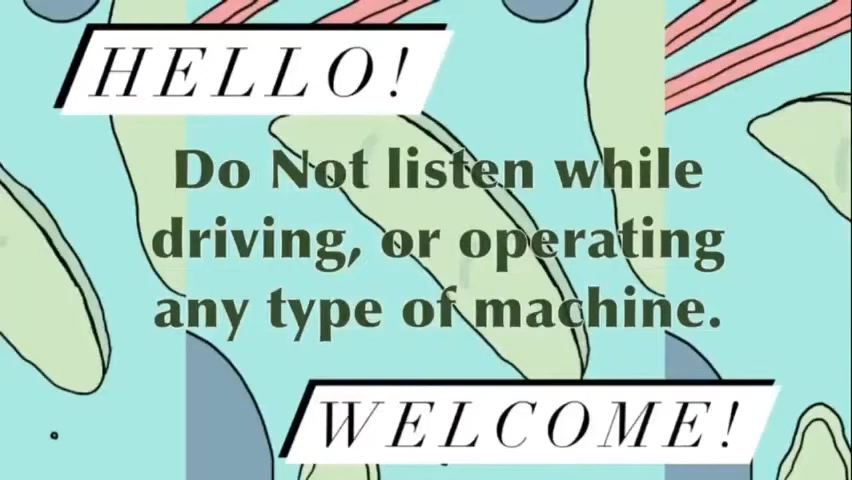 HELLO!
Do Not listen while
driving, or operating
any type of machine.
WELCOME!